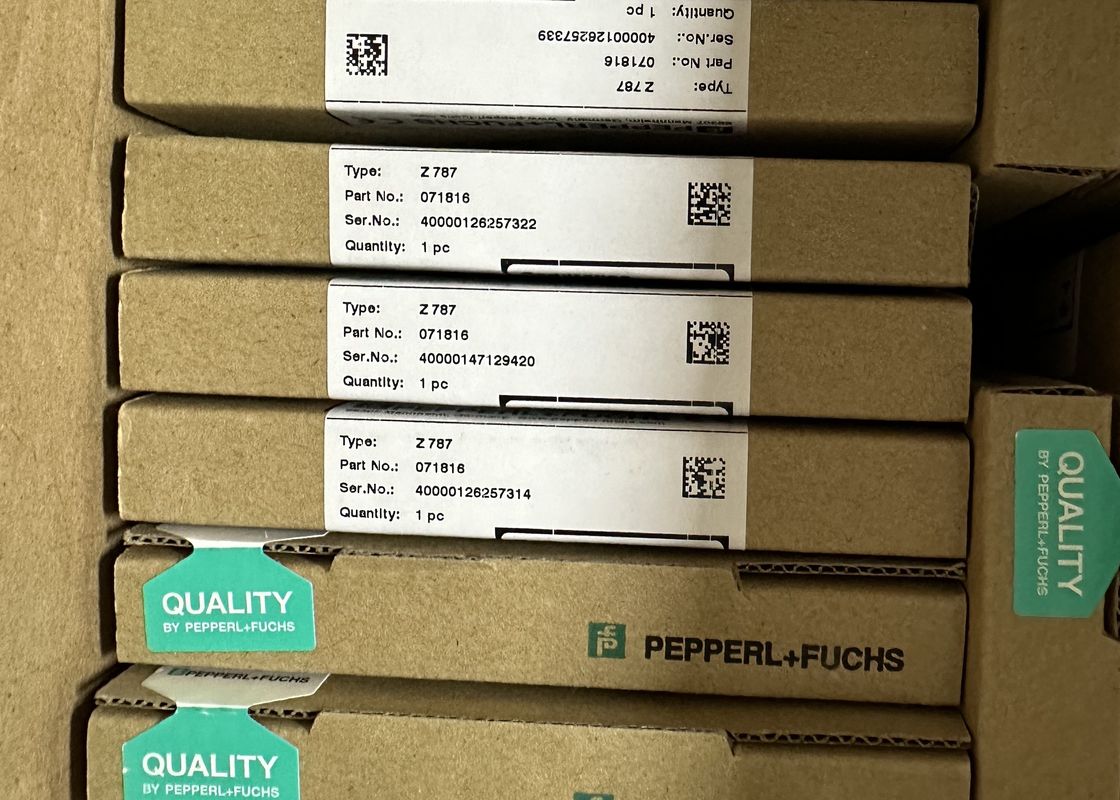 Type: Z 787
Part No.: 071816
Ser.No.: 40000126257339
Quantity: 1 pc
PEPPERL+FUCHS
Type: Z 787
Part No.: 071816
Ser.No.: 40000126257322
Quantity: 1 pc
Type: Z 787
Part No.: 071816
Ser.No.: 40000147129420
Quantity: 1 pc
Type: Z 787
Part No.: 071816
Ser.No.: 40000126257314
Quantity: 1 pc
QUALITY
BY PEPPERL+FUCHS
PEPPERL+FUCHS
PEPPERL+FUCHS
QUALITY
BY PEPPERL+FUCHS
QUALITY
BY PEPPERL+FUCHS